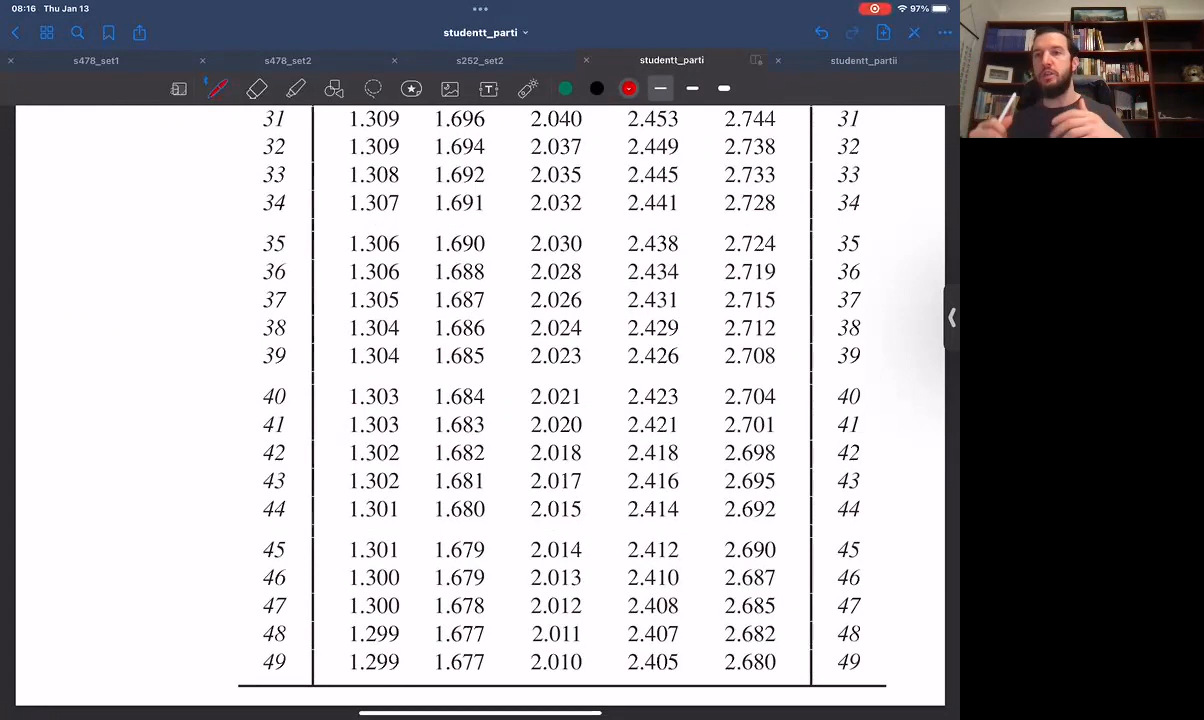 08:16 Thu Jan 13
97%
studentt_parti
s478_set1 s478_set2 s252_set2 studentt_parti studentt_partii
31 1.309 1.696 2.040 2.453 2.744 31
32 1.309 1.694 2.037 2.449 2.738 32
33 1.308 1.692 2.035 2.445 2.733 33
34 1.307 1.691 2.032 2.441 2.728 34
35 1.306 1.690 2.030 2.438 2.724 35
36 1.306 1.688 2.028 2.434 2.719 36
37 1.305 1.687 2.026 2.431 2.715 37
38 1.304 1.686 2.024 2.429 2.712 38
39 1.304 1.685 2.023 2.426 2.708 39
40 1.303 1.684 2.021 2.423 2.704 40
41 1.303 1.683 2.020 2.421 2.701 41
42 1.302 1.682 2.018 2.418 2.698 42
43 1.302 1.681 2.017 2.416 2.695 43
44 1.301 1.680 2.015 2.414 2.692 44
45 1.301 1.679 2.014 2.412 2.690 45
46 1.300 1.679 2.013 2.410 2.687 46
47 1.300 1.678 2.012 2.408 2.685 47
48 1.299 1.677 2.011 2.407 2.682 48
49 1.299 1.677 2.010 2.405 2.680 49